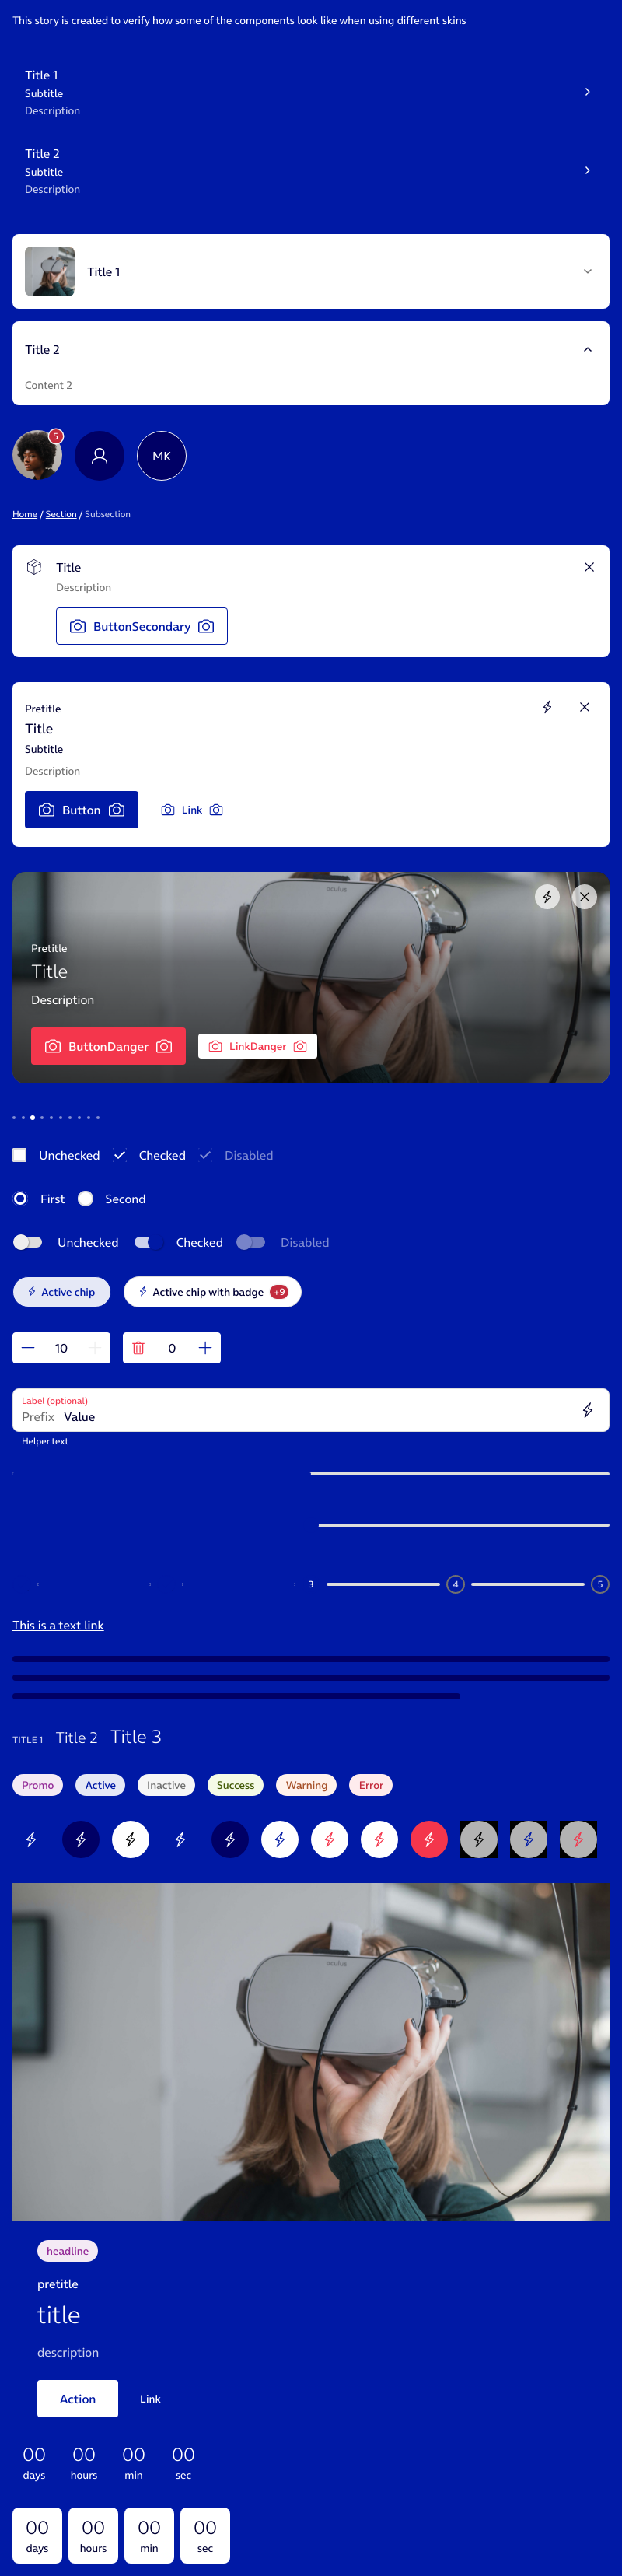 This story is created to verify how some of the components look like when using different skins
Title 1
Subtitle
Description
Title 2
Subtitle
Description
Title 1
Title 2
Content 2
5
MK
Home / Section / Subsection
Title
Description
ButtonSecondary
Pretitle
Title
Subtitle
Description
Button Link
oculus
Pretitle
Title
Description
ButtonDanger LinkDanger
Unchecked Checked Disabled
First Second
Unchecked Checked Disabled
Active chip Active chip with badge +9
10 0
Label (optional)
Prefix Value
Helper text
3 4 5
This is a text link
TITLE 1 Title 2 Title 3
Promo Active Inactive Success Warning Error
oculus
headline
pretitle
title
description
Action Link
00 00 00 00
days hours min sec
00 00 00 00
days hours min sec